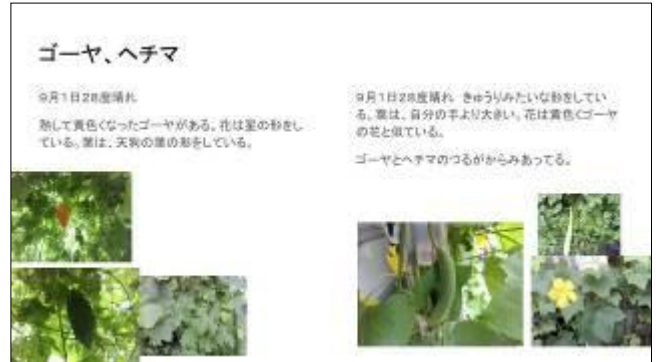 ゴーヤ、ヘチマ
9月1日28度晴れ
熟して黄色くなったゴーヤがある。花は星の形をし
ている。葉は、天狗の葉の形をしている。
9月1日28度晴れ きゅうりみたいな形をしてい
る。葉は、自分の手より大きい。花は黄色くゴーヤ
の花と似ている。
ゴーヤとヘチマのつるがからみあってる。